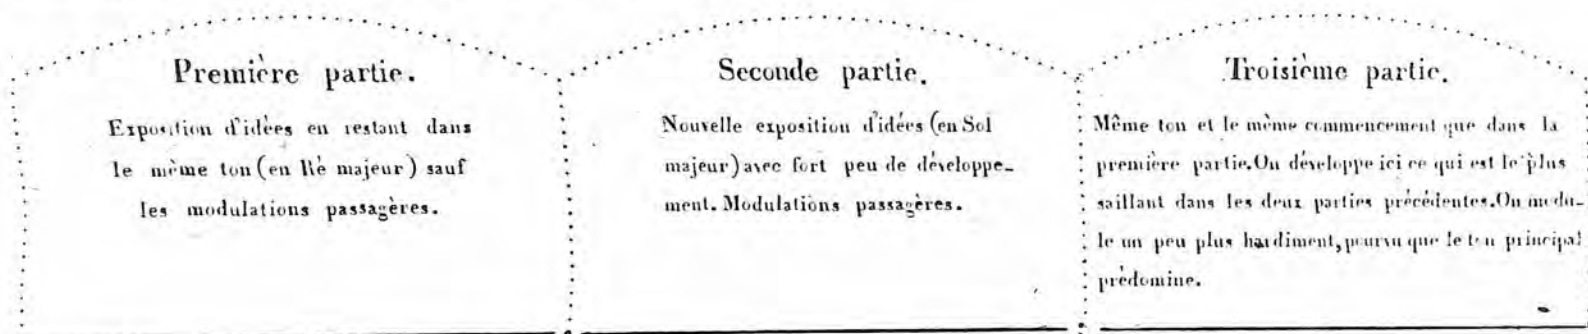 Première partie.
Exposition d'idées en restant dans
le même ton (en Ré majeur) sauf
les modulations passagères.
Seconde partie.
Nouvelle exposition d'idées (en Sol
majeur) avec fort peu de développe-
ment. Modulations passagères.
Troisième partie.
Même ton et le même commencement que dans la
première partie. On développe ici ce qui est le plus
saillant dans les deux parties précédentes. On modu-
le un peu plus hardiment, pourvu que le ton principal
prédomine.